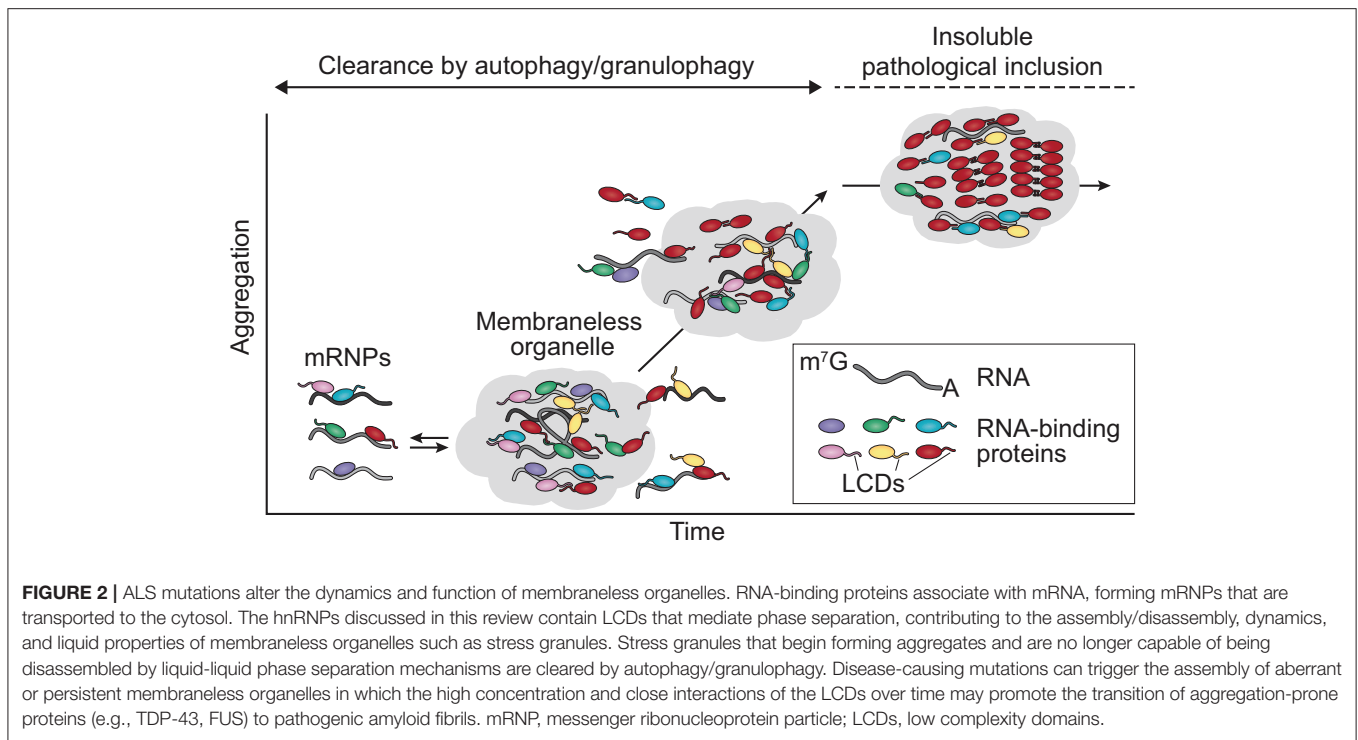 Clearance by autophagy/granulophagy
Insoluble
pathological inclusion
Aggregation
mRNPs
Membraneless
organelle
m⁷G
A
RNA
RNA-binding
proteins
LCDs
Time
FIGURE 2 | ALS mutations alter the dynamics and function of membraneless organelles. RNA-binding proteins associate with mRNA, forming mRNPs that are
transported to the cytosol. The hnRNPs discussed in this review contain LCDs that mediate phase separation, contributing to the assembly/disassembly, dynamics,
and liquid properties of membraneless organelles such as stress granules. Stress granules that begin forming aggregates and are no longer capable of being
disassembled by liquid-liquid phase separation mechanisms are cleared by autophagy/granulophagy. Disease-causing mutations can trigger the assembly of aberrant
or persistent membraneless organelles in which the high concentration and close interactions of the LCDs over time may promote the transition of aggregation-prone
proteins (e.g., TDP-43, FUS) to pathogenic amyloid fibrils. mRNP, messenger ribonucleoprotein particle; LCDs, low complexity domains.